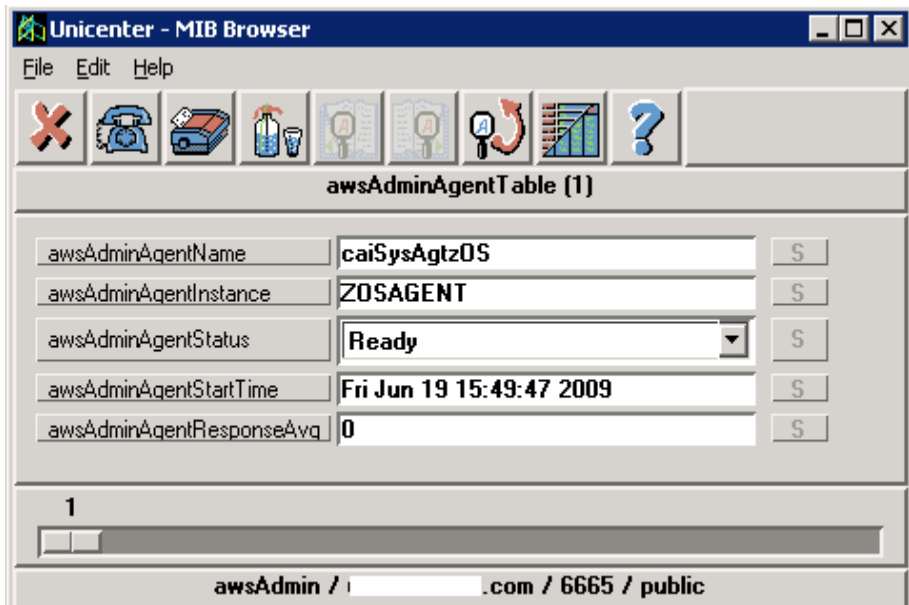 Unicenter - MIB Browser
File Edit Help
awsAdminAgentTable (1)
awsAdminAgentName caiSysAgtzOS S
awsAdminAgentInstance ZOSAGENT S
awsAdminAgentStatus Ready S
awsAdminAgentStartTime Fri Jun 19 15:49:47 2009 S
awsAdminAgentResponseAvg 0 S
1
awsAdmin / .com / 6665 / public